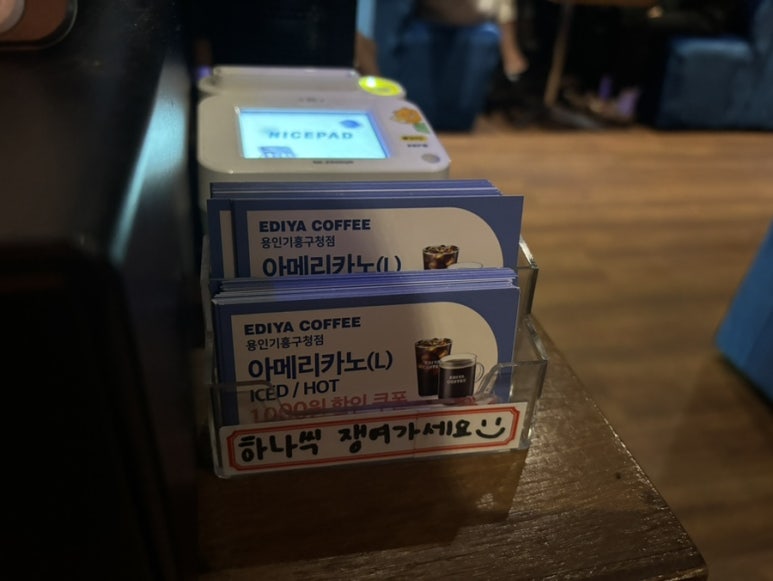 NICEPAD
EDIYA COFFEE
용인기흥구청점
아메리카노(L)
EDIYA COFFEE
용인기흥구청점
아메리카노(L)
ICED / HOT
1000원 할인 쿠폰
하나씩 쟁여가세요